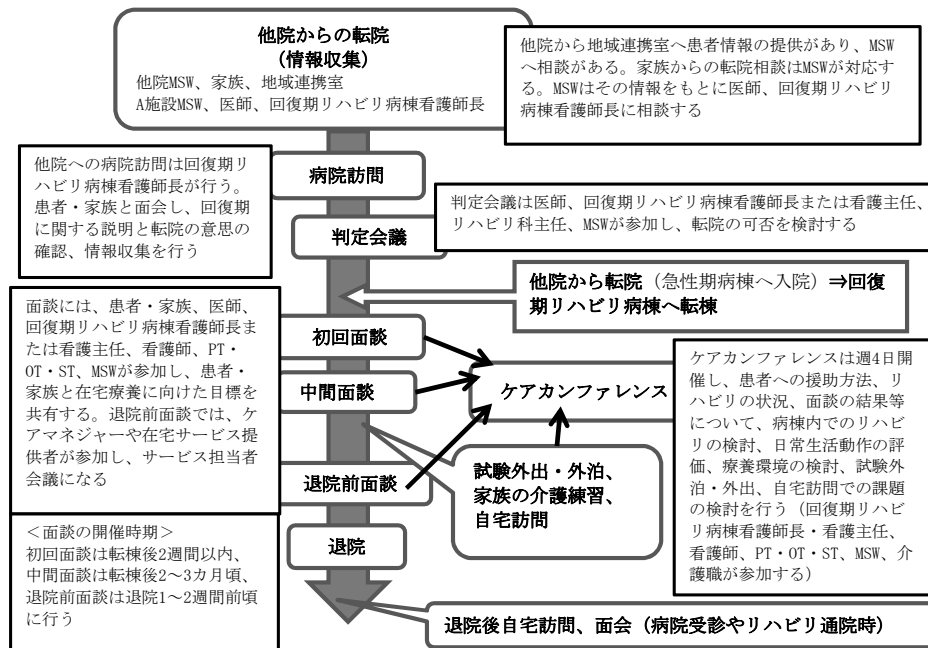 他院からの転院
（情報収集）
他院MSW、家族、地域連携室
A施設MSW、医師、回復期リハビリ病棟看護師長
他院から地域連携室へ患者情報の提供があり、MSW
へ相談がある。家族からの転院相談はMSWが対応す
る。MSWはその情報をもとに医師、回復期リハビリ
病棟看護師長に相談する
他院への病院訪問は回復期リ
ハビリ病棟看護師長が行う。
患者・家族と面会し、回復期
に関する説明と転院の意思の
確認、情報収集を行う
病院訪問
判定会議
判定会議は医師、回復期リハビリ病棟看護師長または看護主任、
リハビリ科主任、MSWが参加し、転院の可否を検討する
他院から転院（急性期病棟へ入院）⇒回復
期リハビリ病棟へ転棟
面談には、患者・家族、医師、
回復期リハビリ病棟看護師長ま
たは看護主任、看護師、PT・
OT・ST、MSWが参加し、患者・
家族と在宅療養に向けた目標を
共有する。退院前面談では、ケ
アマネジャーや在宅サービス提
供者が参加し、サービス担当者
会議になる
初回面談
中間面談
退院前面談
退院
ケアカンファレンス
試験外出・外泊、
家族の介護練習、
自宅訪問
ケアカンファレンスは週4日開
催し、患者への援助方法、リ
ハビリの状況、面談の結果等
について、病棟内でのリハビ
リの検討、日常生活動作の評
価、療養環境の検討、試験外
泊・外出、自宅訪問での課題
の検討を行う（回復期リハビ
リ病棟看護師長・看護主任、
看護師、PT・OT・ST、MSW、介
護職が参加する）
＜面談の開催時期＞
初回面談は転棟後2週間以内、
中間面談は転棟後2～3カ月頃、
退院前面談は退院1～2週間前頃
に行う
退院後自宅訪問、面会（病院受診やリハビリ通院時）